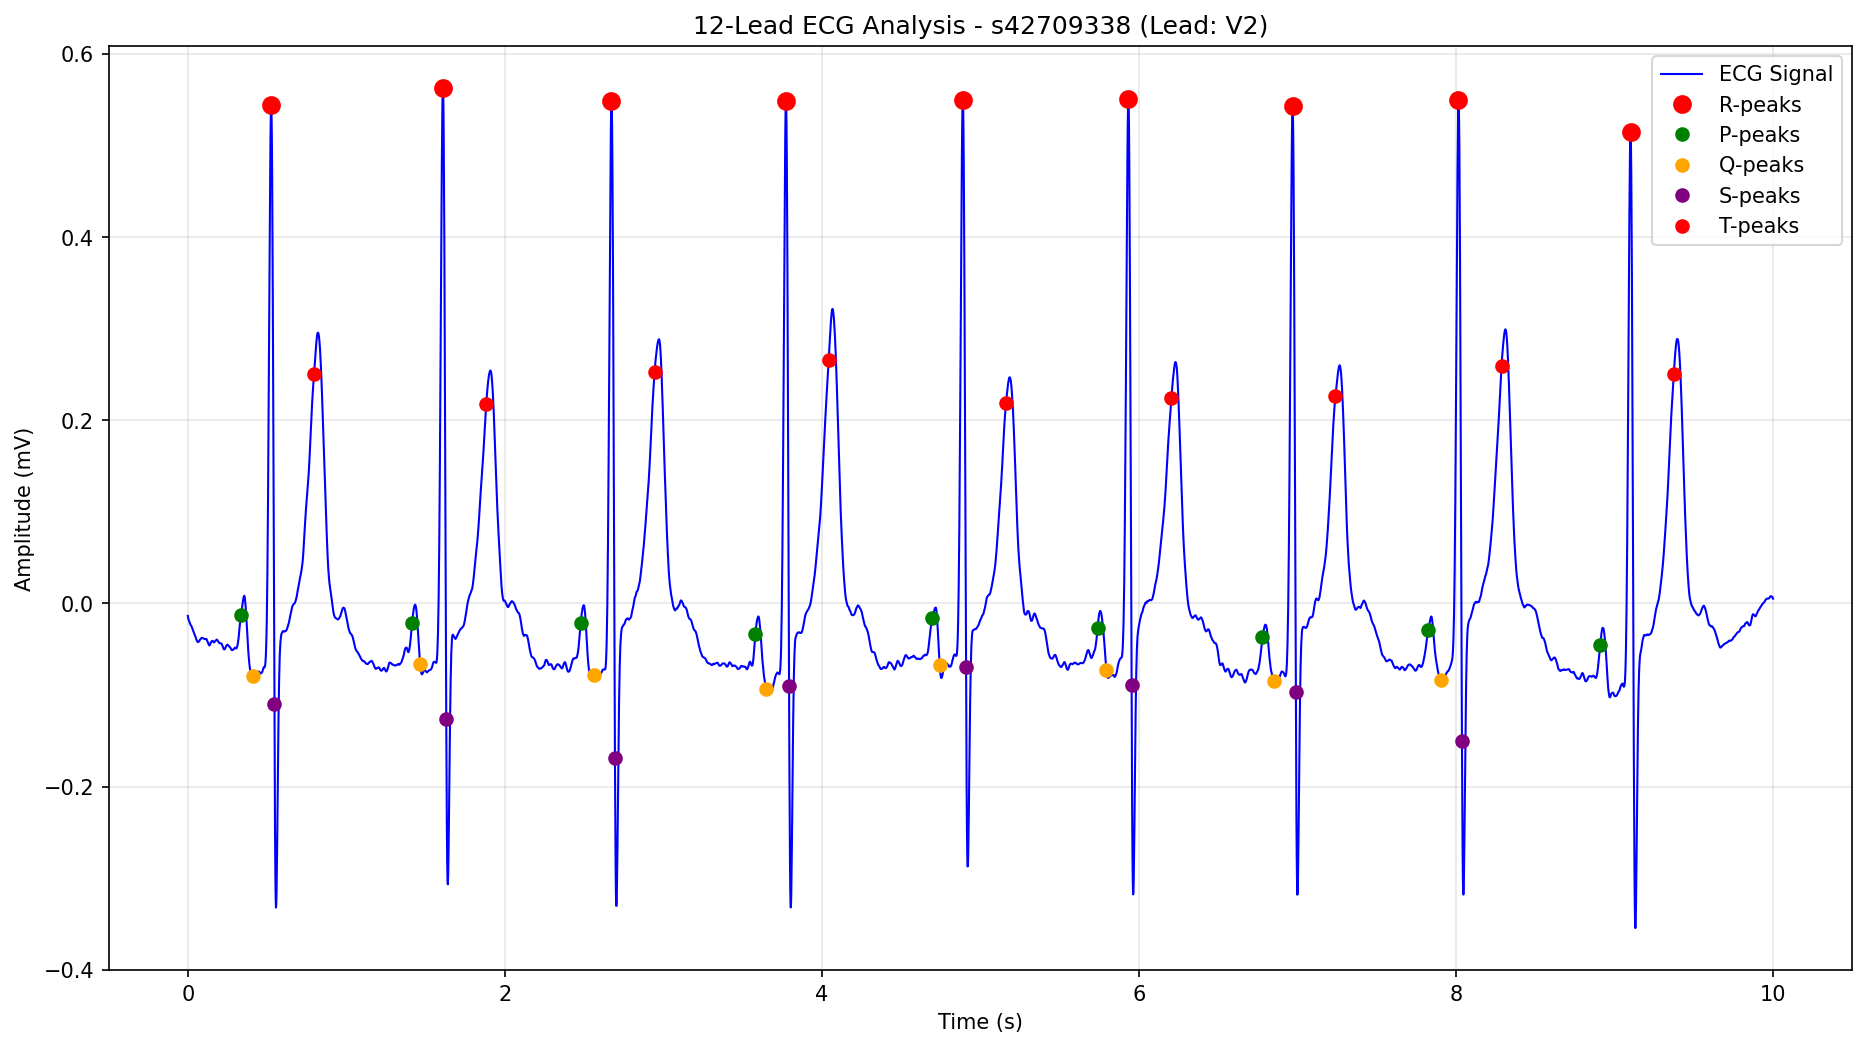 12-Lead ECG Analysis - s42709338 (Lead: V2)
ECG Signal
R-peaks
P-peaks
Q-peaks
S-peaks
T-peaks
Amplitude (mV)
0.6
0.4
0.2
0.0
−0.2
−0.4
0 2 4 6 8 10
Time (s)